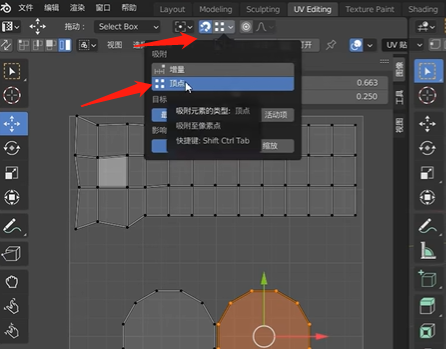 文件 编辑 渲染 窗口 帮助 Layout Modeling Sculpting UV Editing
拖动: Select Box
视图 选择 打开 UV 贴
吸附
增量
顶点
目标
活动项
影响
缩放
吸附元素的类型: 顶点
吸附至像素点
快捷键: Shift Ctrl Tab
0.663
0.250
图像
工具
视图